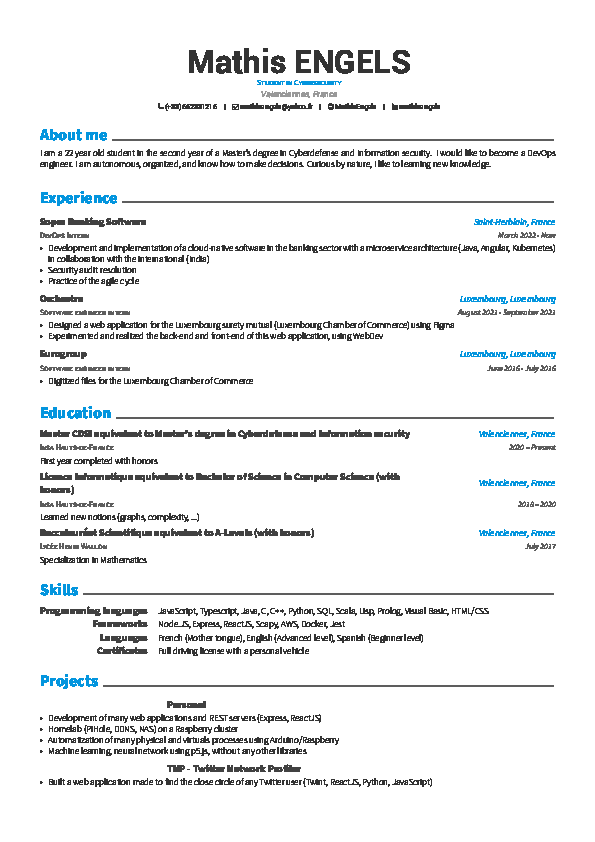 Mathis ENGELS
Student in Cybersecurity
Valenciennes, France
MathisEngels
About me
I am a 22 year old student in the second year of a Master's degree in Cyberdefense and Information security. I would like to become a DevOps
engineer. I am autonomous, organized, and know how to make decisions. Curious by nature, I like to learning new knowledge.
Experience
Sopra Banking Software Saint-Herblain, France
DevOps Intern March 2022 - Now
• Development and implementation of a cloud-native software in the banking sector with a microservice architecture (Java, Angular, Kubernetes)
in collaboration with the international (India)
• Security audit resolution
• Practice of the agile cycle
Orchestra Luxembourg, Luxembourg
Software engineer intern August 2021 - September 2021
• Designed a web application for the Luxembourg surety mutual (Luxembourg Chamber of Commerce) using Figma
• Experimented and realized the back-end and front-end of this web application, using WebDev
Eurogroup Luxembourg, Luxembourg
Software engineer intern June 2016 - July 2016
• Digitized files for the Luxembourg Chamber of Commerce
Education
Master CDSI equivalent to Master's degree in Cyberdefense and Information security Valenciennes, France
INSA Hauts-de-France 2020 - Present
First year completed with honors
Licence Informatique equivalent to Bachelor of Science in Computer Science (with
honors) Valenciennes, France
INSA Hauts-de-France 2018 - 2020
Learned new notions (graphs, complexity, ...)
Baccalauréat Scientifique equivalent to A-Levels (with honors) Valenciennes, France
Lycée Henri Wallon July 2017
Specialization in Mathematics
Skills
Programming languages JavaScript, Typescript, Java, C, C++, Python, SQL, Scala, Lisp, Prolog, Visual Basic, HTML/CSS
Frameworks NodeJS, Express, ReactJS, Scapy, AWS, Docker, Jest
Languages French (Mother tongue), English (Advanced level), Spanish (Beginner level)
Certificates Full driving license with a personal vehicle
Projects
Personal
• Development of many web applications and REST servers (Express, ReactJS)
• Homelab (PiHole, DDNS, NAS) on a Raspberry cluster
• Automatization of many physical and virtuals processes using Arduino/Raspberry
• Machine learning, neural network using p5.js, without any other libraries
TNP - Twitter Network Profiler
• Built a web application made to find the close circle of any Twitter user (Twint, ReactJS, Python, JavaScript)